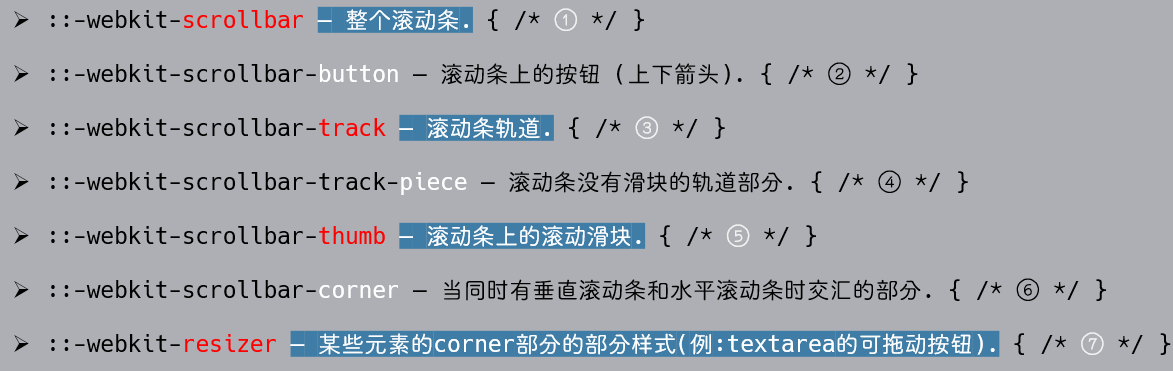 ➢ ::-webkit-scrollbar — 整个滚动条. { /* ① */ }
➢ ::-webkit-scrollbar-button — 滚动条上的按钮 (上下箭头). { /* ② */ }
➢ ::-webkit-scrollbar-track — 滚动条轨道. { /* ③ */ }
➢ ::-webkit-scrollbar-track-piece — 滚动条没有滑块的轨道部分. { /* ④ */ }
➢ ::-webkit-scrollbar-thumb — 滚动条上的滚动滑块. { /* ⑤ */ }
➢ ::-webkit-scrollbar-corner — 当同时有垂直滚动条和水平滚动条时交汇的部分. { /* ⑥ */ }
➢ ::-webkit-resizer — 某些元素的corner部分的部分样式(例:textarea的可拖动按钮). { /* ⑦ */ }